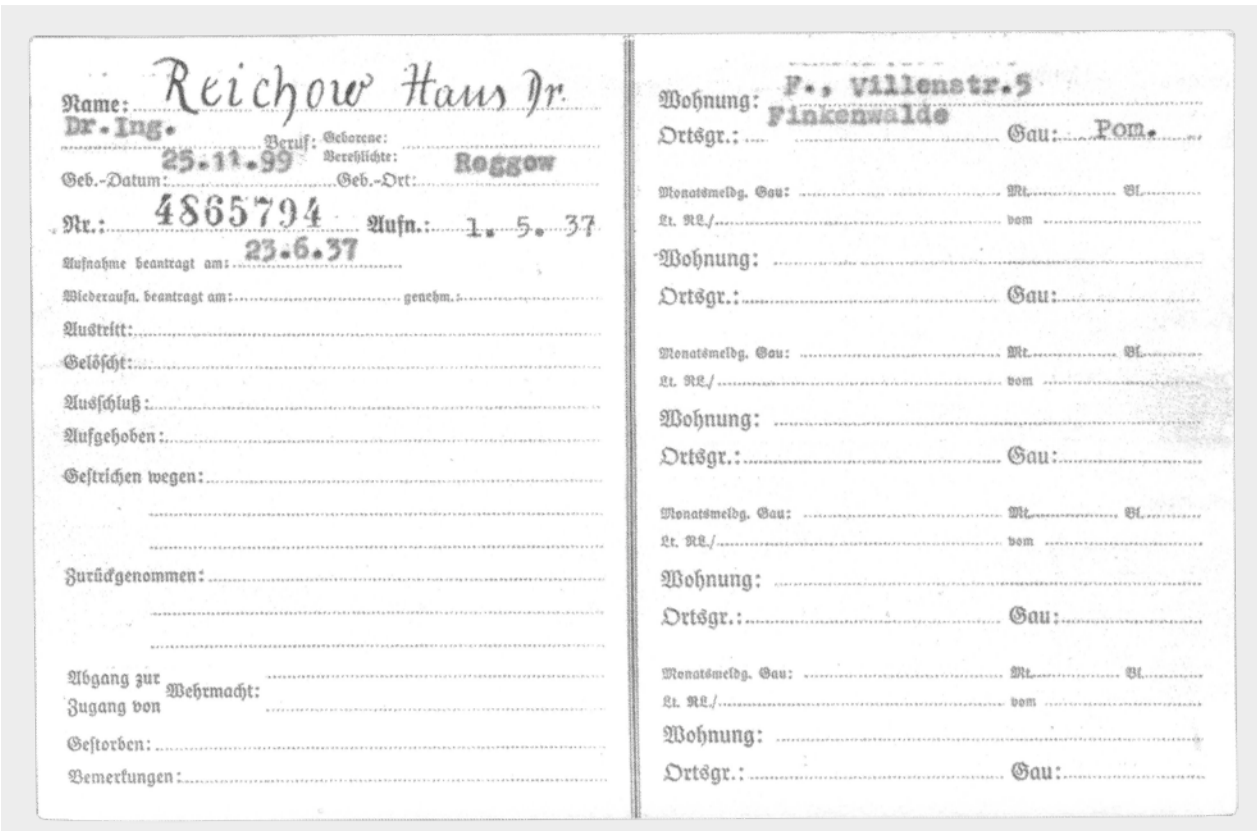 Name: Reichow Hans Dr.
Dr.Ing. Beruf: Geborene:
Verehlichte:
Geb.-Datum: 25.11.99 Geb.-Ort: Roggow
Nr.: 4865794 Aufn.: 1. 5. 37
Aufnahme beantragt am: 23.6.37
Wiederaufn. beantragt am: genehm.:
Austritt:
Gelöscht:
Ausschluß:
Aufgehoben:
Gestrichen wegen:
Zurückgenommen:
Abgang zur
Zugang von Wehrmacht:
Gestorben:
Bemerkungen:
Wohnung: F., Villenstr.5
Ortsgr.: Finkenwalde Gau: Pom.
Monatsmeldg. Gau: Mt. Bl.
Lt. RL./ vom
Wohnung:
Ortsgr.: Gau:
Monatsmeldg. Gau: Mt. Bl.
Lt. RL./ vom
Wohnung:
Ortsgr.: Gau:
Monatsmeldg. Gau: Mt. Bl.
Lt. RL./ vom
Wohnung:
Ortsgr.: Gau:
Monatsmeldg. Gau: Mt. Bl.
Lt. RL./ vom
Wohnung:
Ortsgr.: Gau: